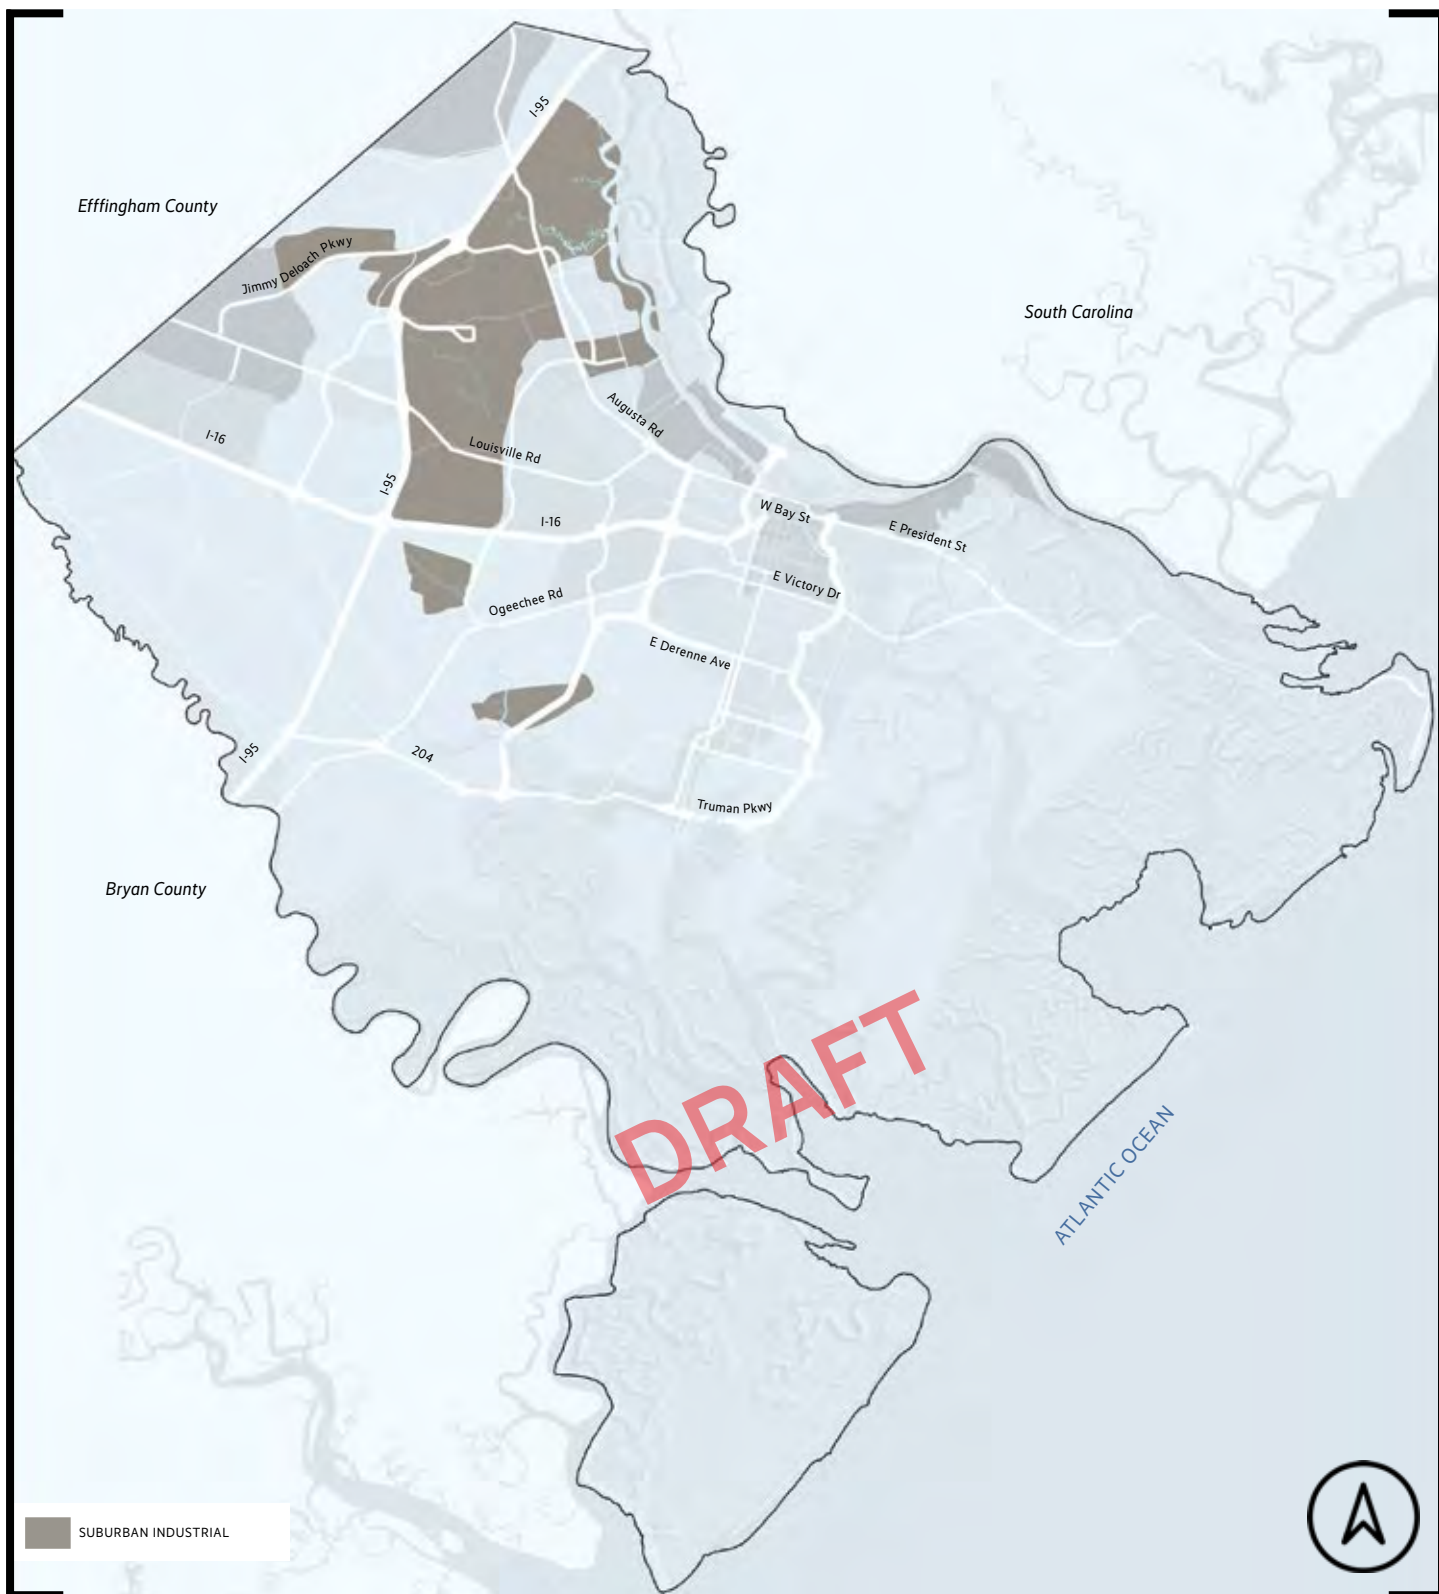 I-95
Efffingham County
Jimmy Deloach Pkwy
South Carolina
Augusta Rd
I-16
Louisville Rd
I-95
I-16
W Bay St
E President St
E Victory Dr
Ogeechee Rd
E Derenne Ave
I-95
204
Truman Pkwy
Bryan County
DRAFT
ATLANTIC OCEAN
SUBURBAN INDUSTRIAL